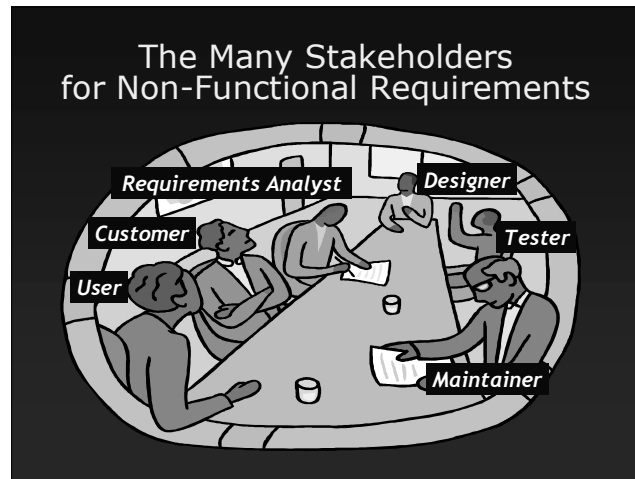 The Many Stakeholders
for Non-Functional Requirements
Requirements Analyst
Designer
Customer
Tester
User
Maintainer